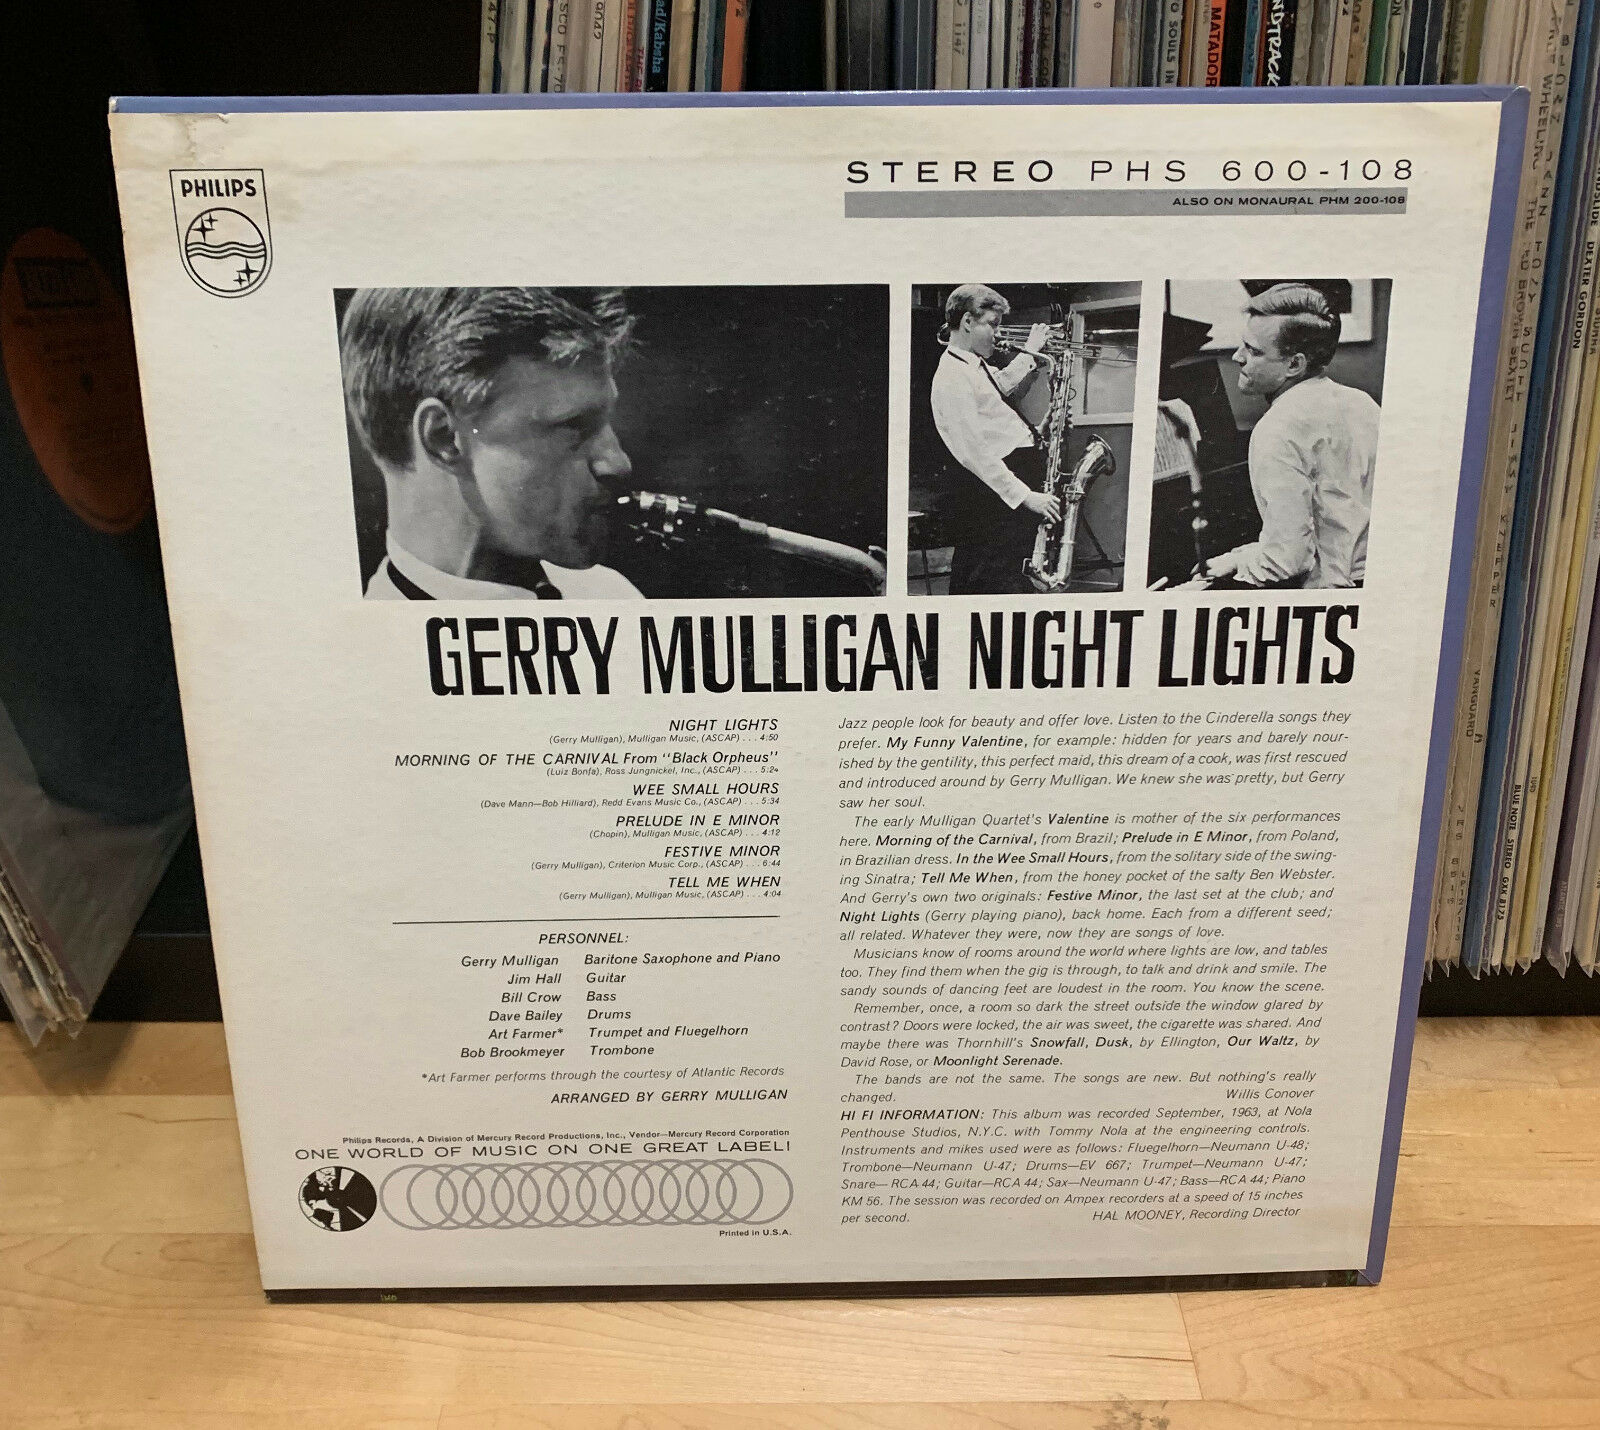 PHILIPS
STEREO PHS 600-108
ALSO ON MONAURAL PHM 200-108
GERRY MULLIGAN NIGHT LIGHTS
NIGHT LIGHTS
(Gerry Mulligan), Mulligan Music, (ASCAP) . . . 4:50
MORNING OF THE CARNIVAL From "Black Orpheus"
(Luiz Bonfa), Ross Jungnickel, Inc., (ASCAP) . . . 5:24
WEE SMALL HOURS
(Dave Mann—Bob Hilliard), Redd Evans Music Co., (ASCAP) . . . 5:34
PRELUDE IN E MINOR
(Chopin), Mulligan Music, (ASCAP) . . . 4:12
FESTIVE MINOR
(Gerry Mulligan), Criterion Music Corp., (ASCAP) . . . 6:44
TELL ME WHEN
(Gerry Mulligan), Mulligan Music, (ASCAP) . . . 4:04
PERSONNEL:
Gerry Mulligan Baritone Saxophone and Piano
Jim Hall Guitar
Bill Crow Bass
Dave Bailey Drums
Art Farmer* Trumpet and Fluegelhorn
Bob Brookmeyer Trombone
*Art Farmer performs through the courtesy of Atlantic Records
ARRANGED BY GERRY MULLIGAN
Philips Records, A Division of Mercury Record Productions, Inc., Vendor—Mercury Record Corporation
ONE WORLD OF MUSIC ON ONE GREAT LABEL!
Printed in U.S.A.
Jazz people look for beauty and offer love. Listen to the Cinderella songs they
prefer. My Funny Valentine, for example: hidden for years and barely nour-
ished by the gentility, this perfect maid, this dream of a cook, was first rescued
and introduced around by Gerry Mulligan. We knew she was pretty, but Gerry
saw her soul.
The early Mulligan Quartet's Valentine is mother of the six performances
here. Morning of the Carnival, from Brazil; Prelude in E Minor, from Poland,
in Brazilian dress. In the Wee Small Hours, from the solitary side of the swing-
ing Sinatra; Tell Me When, from the honey pocket of the salty Ben Webster.
And Gerry's own two originals: Festive Minor, the last set at the club; and
Night Lights (Gerry playing piano), back home. Each from a different seed;
all related. Whatever they were, now they are songs of love.
Musicians know of rooms around the world where lights are low, and tables
too. They find them when the gig is through, to talk and drink and smile. The
sandy sounds of dancing feet are loudest in the room. You know the scene.
Remember, once, a room so dark the street outside the window glared by
contrast? Doors were locked, the air was sweet, the cigarette was shared. And
maybe there was Thornhill's Snowfall, Dusk, by Ellington, Our Waltz, by
David Rose, or Moonlight Serenade.
The bands are not the same. The songs are new. But nothing's really
changed. Willis Conover
HI FI INFORMATION: This album was recorded September, 1963, at Nola
Penthouse Studios, N.Y.C. with Tommy Nola at the engineering controls.
Instruments and mikes used were as follows: Fluegelhorn—Neumann U-48;
Trombone—Neumann U-47; Drums—EV 667; Trumpet—Neumann U-47;
Snare—RCA 44; Guitar—RCA 44; Sax—Neumann U-47; Bass—RCA 44; Piano
KM 56. The session was recorded on Ampex recorders at a speed of 15 inches
per second. HAL MOONEY, Recording Director
MATADOR
DEXTER GORDON
VANGUARD
BLUE NOTE STEREO GXK 8173